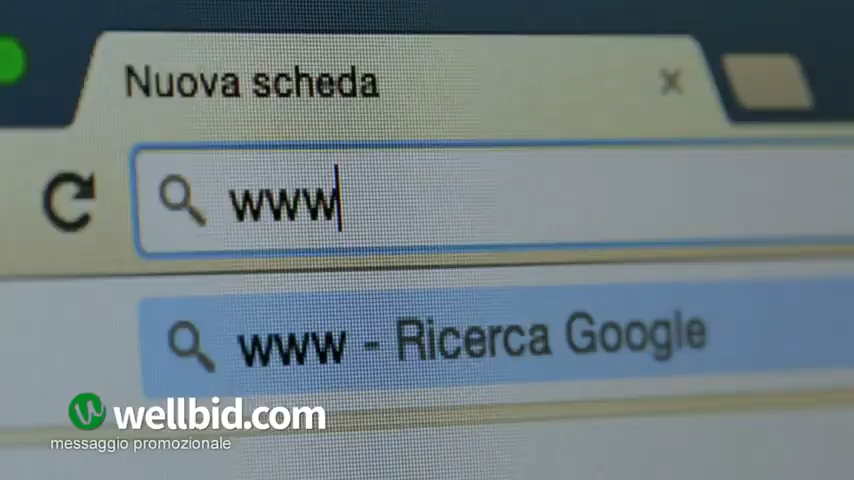 Nuova scheda
www
www - Ricerca Google
wellbid.com
messaggio promozionale